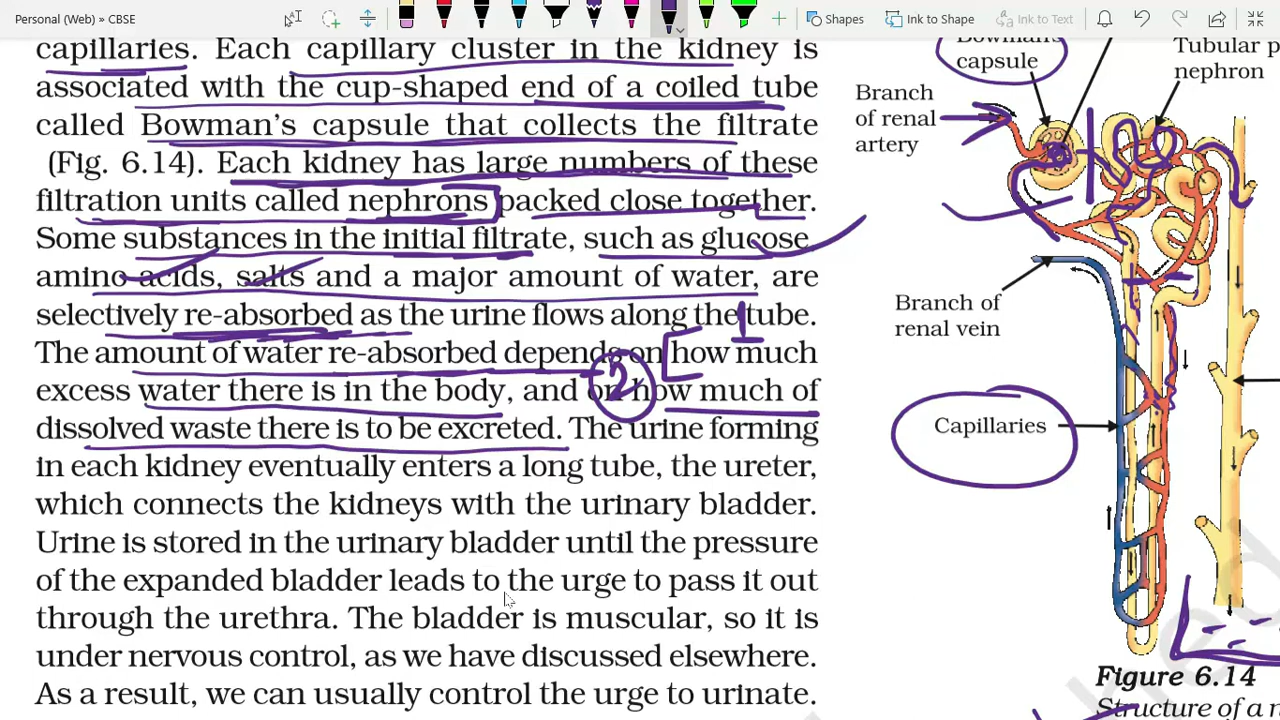 Personal (Web) » CBSE
Shapes
Ink to Shape
Ink to Text
capillaries. Each capillary cluster in the kidney is
associated with the cup-shaped end of a coiled tube
called Bowman's capsule that collects the filtrate
(Fig. 6.14). Each kidney has large numbers of these
filtration units called nephrons packed close together.
Some substances in the initial filtrate, such as glucose
amino acids, salts and a major amount of water, are
selectively re-absorbed as the urine flows along the tube.
The amount of water re-absorbed depends on how much
excess water there is in the body, and on how much of
dissolved waste there is to be excreted. The urine forming
in each kidney eventually enters a long tube, the ureter,
which connects the kidneys with the urinary bladder.
Urine is stored in the urinary bladder until the pressure
of the expanded bladder leads to the urge to pass it out
through the urethra. The bladder is muscular, so it is
under nervous control, as we have discussed elsewhere.
As a result, we can usually control the urge to urinate.
1
2
Bowman's
capsule
Tubular p
nephron
Branch
of renal
artery
Branch of
renal vein
Capillaries
Figure 6.14
Structure of a n